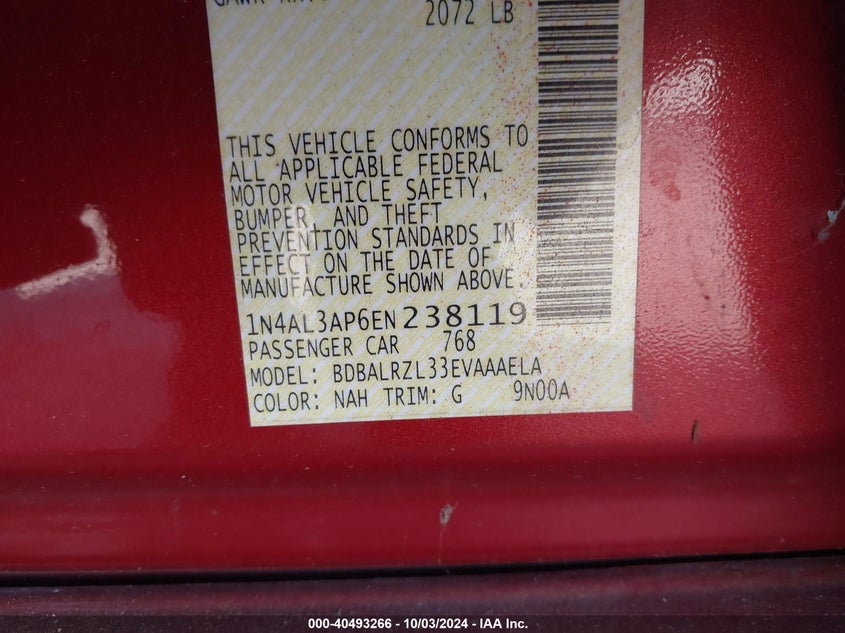 2072 LB
THIS VEHICLE CONFORMS TO
ALL APPLICABLE FEDERAL
MOTOR VEHICLE SAFETY,
BUMPER, AND THEFT
PREVENTION STANDARDS IN
EFFECT ON THE DATE OF
MANUFACTURE SHOWN ABOVE.
1N4AL3AP6EN238119
PASSENGER CAR 768
MODEL: BDBALRZL33EVAAAELA
COLOR: NAH TRIM: G 9N00A
000-40493266 - 10/03/2024 - IAA Inc.